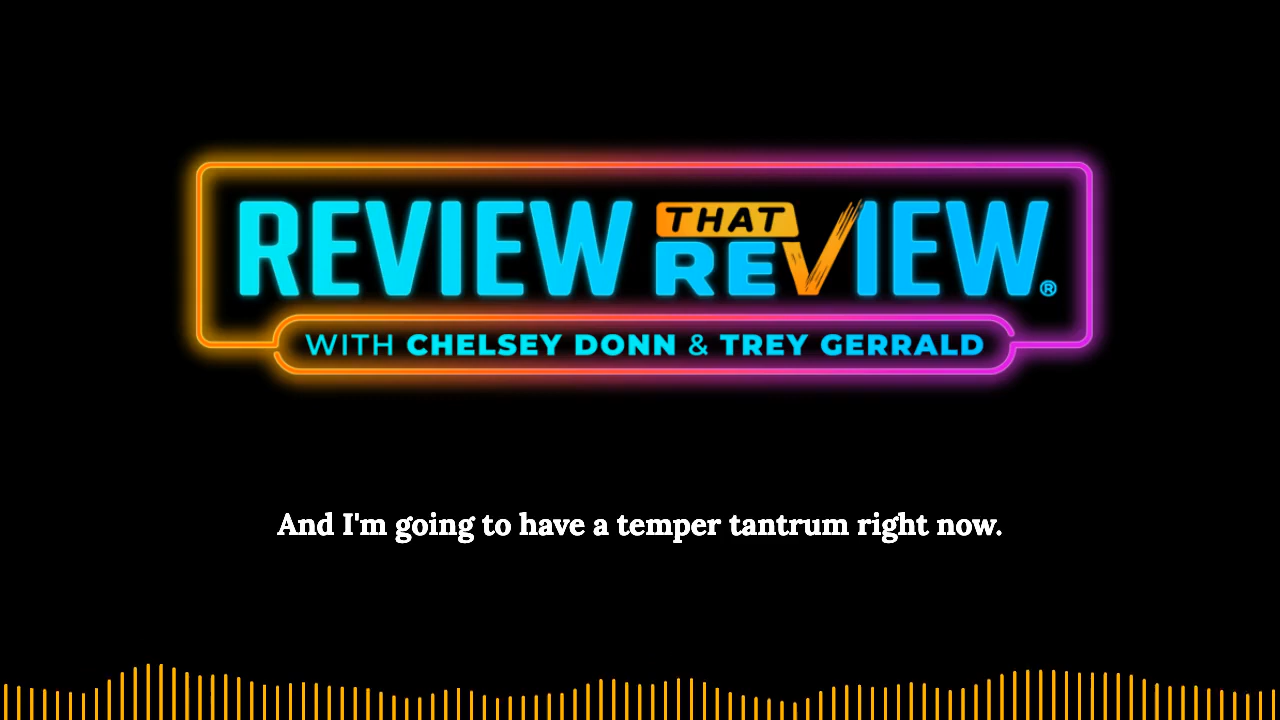 REVIEW THAT REVIEW®
WITH CHELSEY DONN & TREY GERRALD
And I'm going to have a temper tantrum right now.